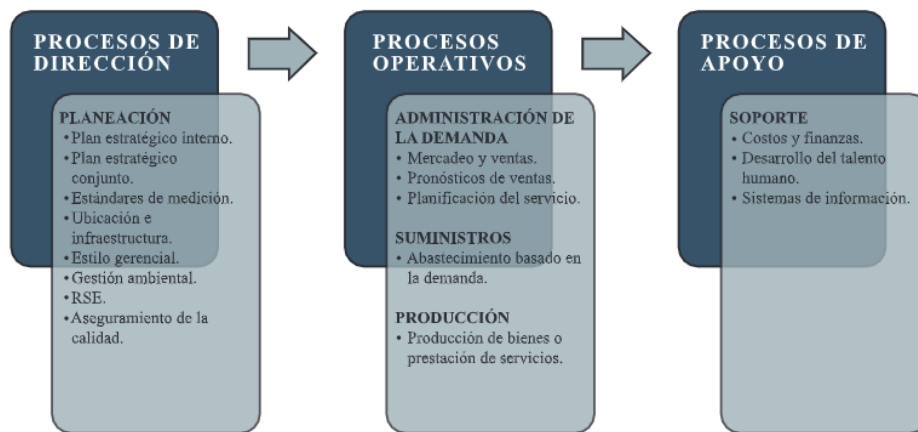 PROCESOS DE
DIRECCIÓN
PLANEACIÓN
• Plan estratégico interno.
• Plan estratégico
conjunto.
• Estándares de medición.
• Ubicación e
infraestructura.
• Estilo gerencial.
• Gestión ambiental.
• RSE.
• Aseguramiento de la
calidad.
PROCESOS
OPERATIVOS
ADMINISTRACIÓN DE
LA DEMANDA
• Mercadeo y ventas.
• Pronósticos de ventas.
• Planificación del servicio.
SUMINISTROS
• Abastecimiento basado en
la demanda.
PRODUCCIÓN
• Producción de bienes o
prestación de servicios.
PROCESOS DE
APOYO
SOPORTE
• Costos y finanzas.
• Desarrollo del talento
humano.
• Sistemas de información.